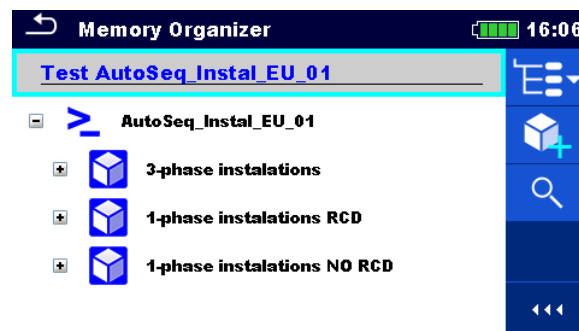 Memory Organizer 16:06
Test AutoSeq_Instal_EU_01
AutoSeq_Instal_EU_01
3-phase instalations
1-phase instalations RCD
1-phase instalations NO RCD